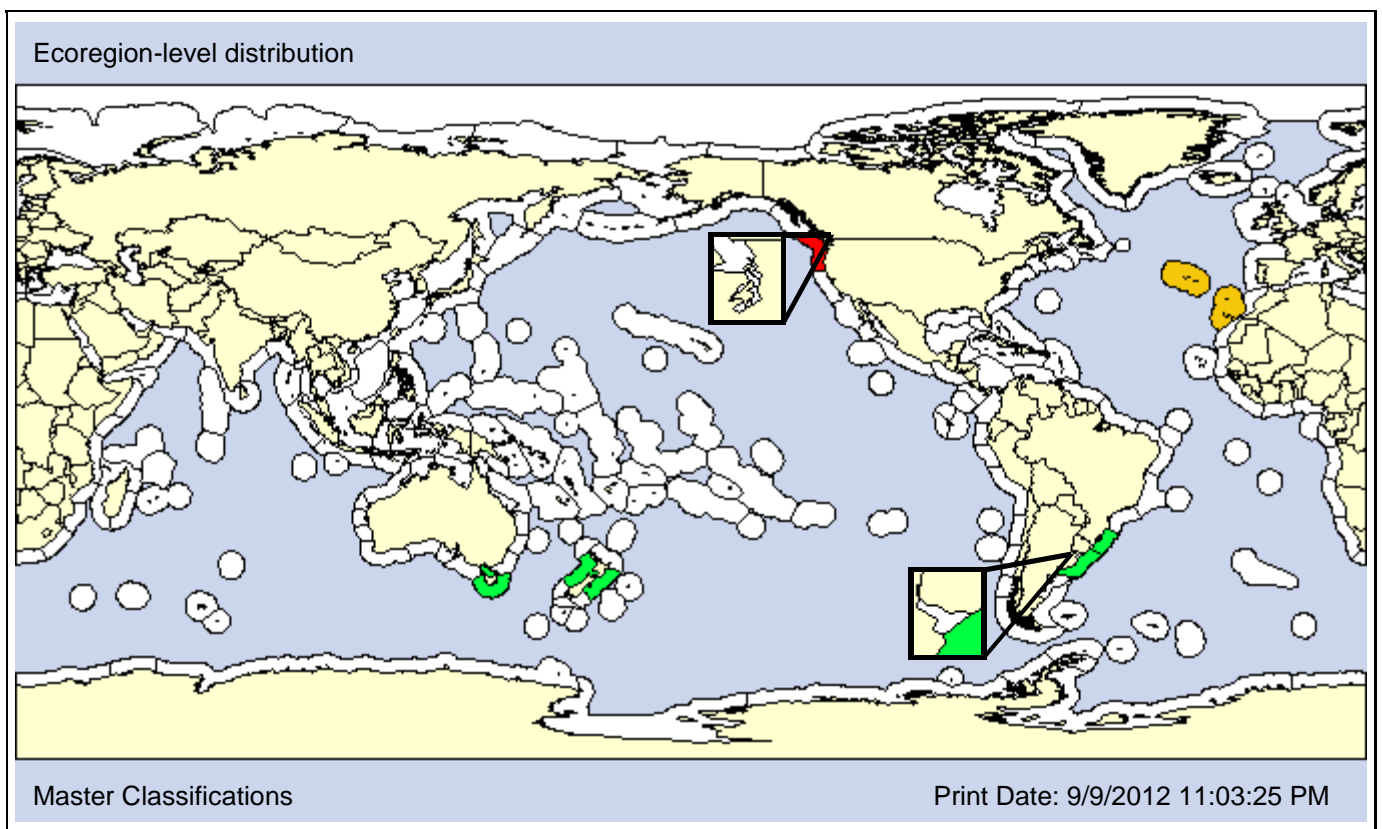 Ecoregion-level distribution
Master Classifications
Print Date: 9/9/2012 11:03:25 PM